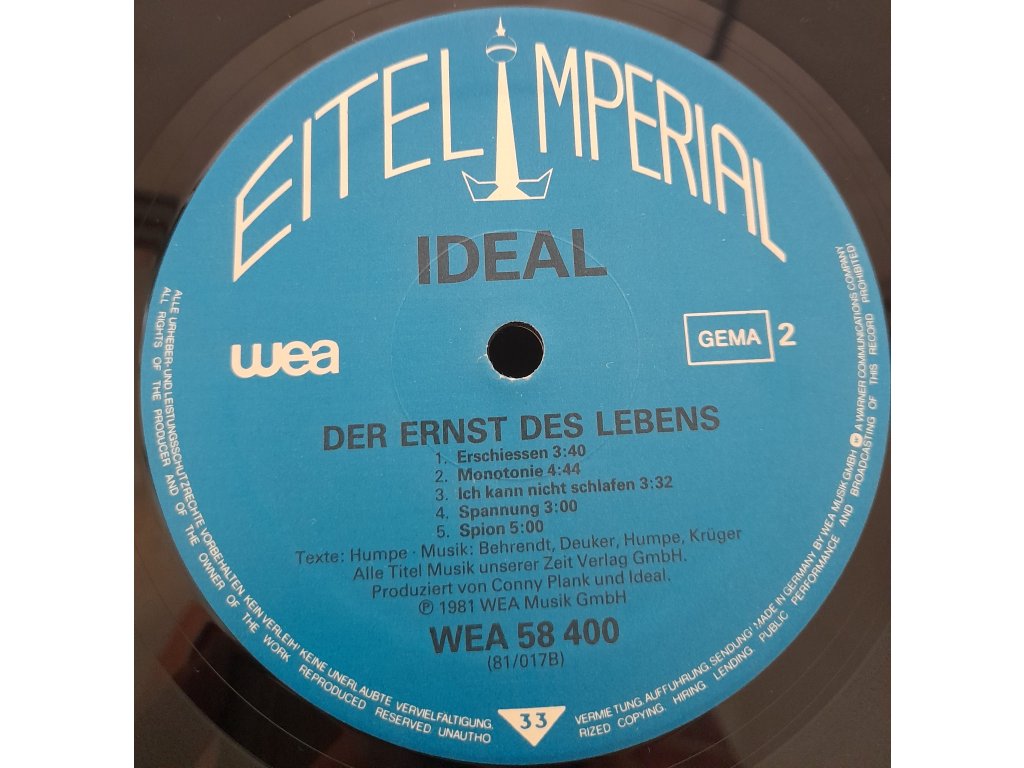 EITEL IMPERIAL
IDEAL
wea
GEMA 2
DER ERNST DES LEBENS
1. Erschiessen 3:40
2. Monotonie 4:44
3. Ich kann nicht schlafen 3:32
4. Spannung 3:00
5. Spion 5:00
Texte: Humpe · Musik: Behrendt, Deuker, Humpe, Krüger
Alle Titel Musik unserer Zeit Verlag GmbH.
Produziert von Conny Plank und Ideal.
℗ 1981 WEA Musik GmbH
WEA 58 400
(81/017B)
33
ALLE URHEBER-UND LEISTUNGSSCHUTZRECHTE VORBEHALTEN KEIN VERLEIH! KEINE UNERLAUBTE VERVIELFÄLTIGUNG,
VERMIETUNG, AUFFÜHRUNG, SENDUNG! MADE IN GERMANY BY WEA MUSIK GMBH A WARNER COMMUNICATIONS COMPANY
ALL RIGHTS OF THE PRODUCER AND OF THE OWNER OF THE WORK REPRODUCED RESERVED UNAUTHO
RIZED COPYING, HIRING, LENDING, PUBLIC PERFORMANCE AND BROADCASTING OF THIS RECORD PROHIBITED!